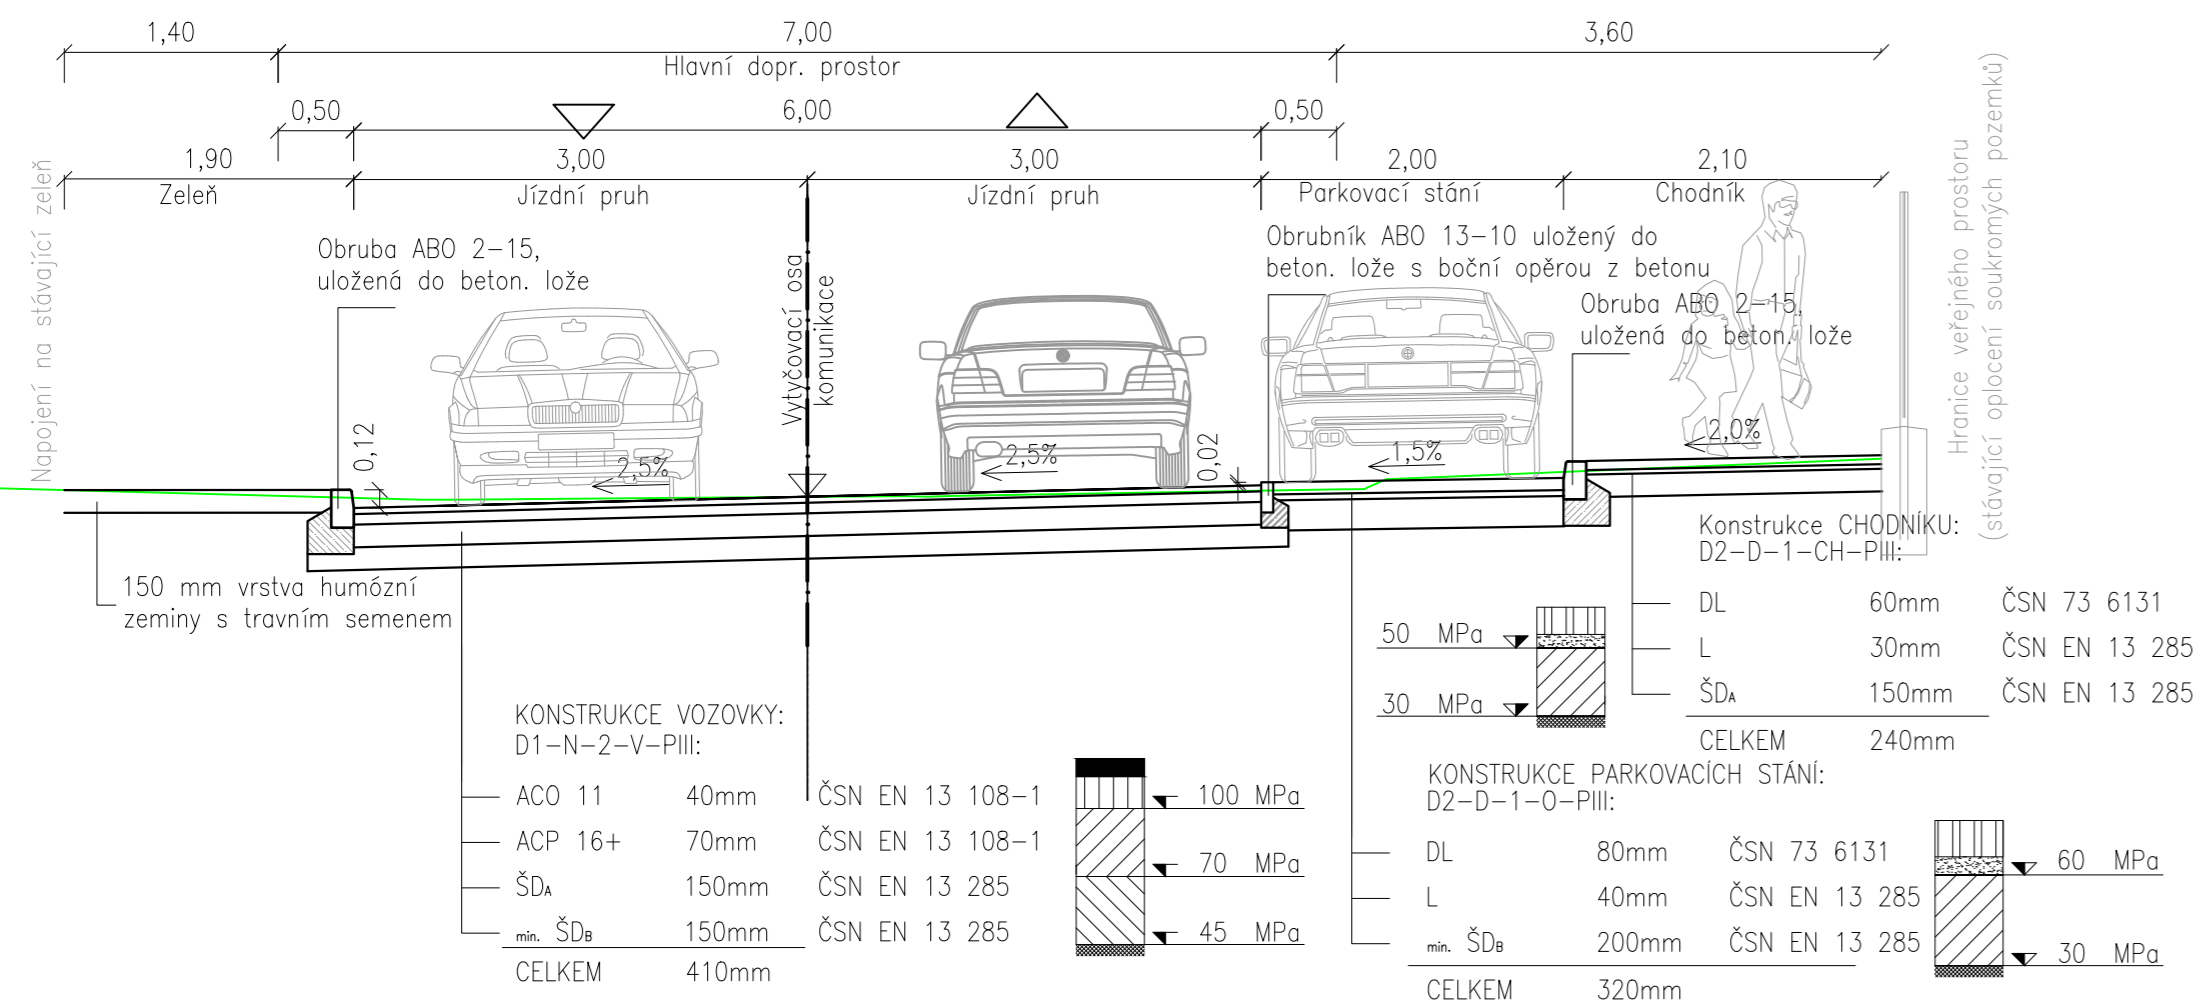 1,40
7,00
3,60
Hlavní dopr. prostor
0,50
6,00
0,50
1,90
3,00
3,00
2,00
2,10
Zeleň
Jízdní pruh
Jízdní pruh
Parkovací stání
Chodník
Napojení na stávající zeleň
Hranice veřejného prostoru
(stávající oplocení soukromých pozemků)
Obruba ABO 2-15,
uložená do beton. lože
Vytyčovací osa
komunikace
Obrubník ABO 13-10 uložený do
beton. lože s boční opěrou z betonu
Obruba ABO 2-15,
uložená do beton. lože
0,12
2,5%
2,5%
0,02
1,5%
2,0%
150 mm vrstva humózní
zeminy s travním semenem
Konstrukce CHODNÍKU:
D2-D-1-CH-PIII:
DL 60mm ČSN 73 6131
L 30mm ČSN EN 13 285
ŠDA 150mm ČSN EN 13 285
CELKEM 240mm
50 MPa
30 MPa
KONSTRUKCE VOZOVKY:
D1-N-2-V-PIII:
ACO 11 40mm ČSN EN 13 108-1
ACP 16+ 70mm ČSN EN 13 108-1
ŠDA 150mm ČSN EN 13 285
min. ŠDB 150mm ČSN EN 13 285
CELKEM 410mm
100 MPa
70 MPa
45 MPa
KONSTRUKCE PARKOVACÍCH STÁNÍ:
D2-D-1-O-PIII:
DL 80mm ČSN 73 6131
L 40mm ČSN EN 13 285
min. ŠDB 200mm ČSN EN 13 285
CELKEM 320mm
60 MPa
30 MPa